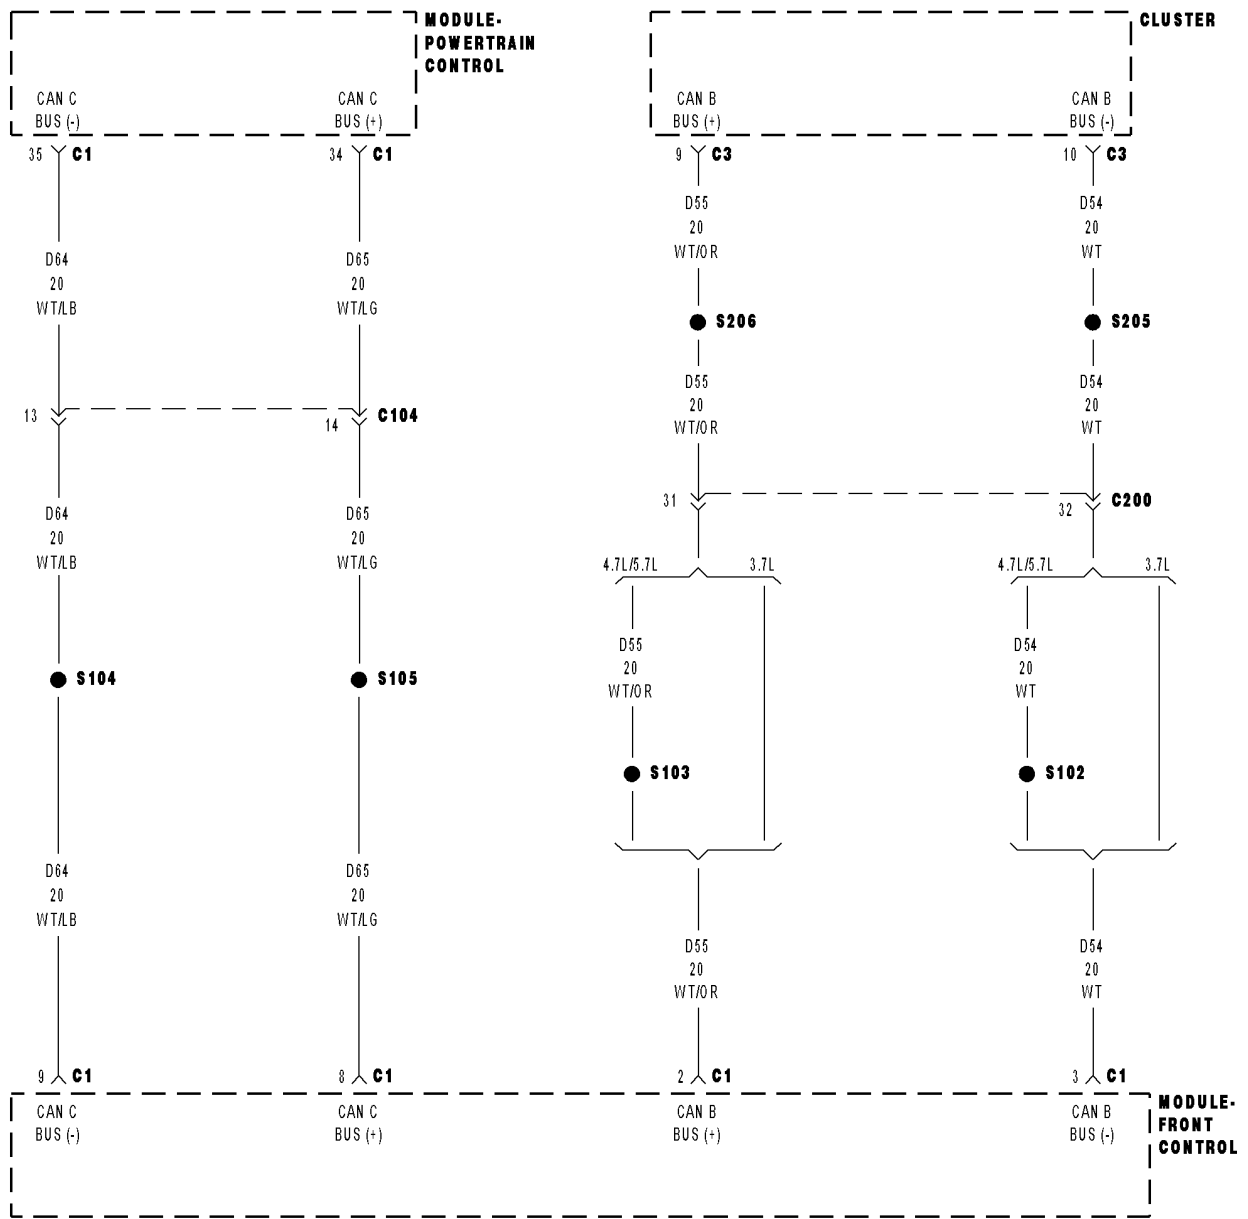 MODULE-
POWERTRAIN
CONTROL
CLUSTER
CAN C
BUS (-)
CAN C
BUS (+)
CAN B
BUS (+)
CAN B
BUS (-)
35 C1
34 C1
9 C3
10 C3
D55
20
WT/OR
D54
20
WT
D64
20
WT/LB
D65
20
WT/LG
S206
S205
D55
20
WT/OR
D54
20
WT
13
14
C104
31
32
C200
D64
20
WT/LB
D65
20
WT/LG
4.7L/5.7L
3.7L
4.7L/5.7L
3.7L
D55
20
WT/OR
D54
20
WT
S104
S105
S103
S102
D64
20
WT/LB
D65
20
WT/LG
D55
20
WT/OR
D54
20
WT
9 C1
8 C1
2 C1
3 C1
CAN C
BUS (-)
CAN C
BUS (+)
CAN B
BUS (+)
CAN B
BUS (-)
MODULE-
FRONT
CONTROL